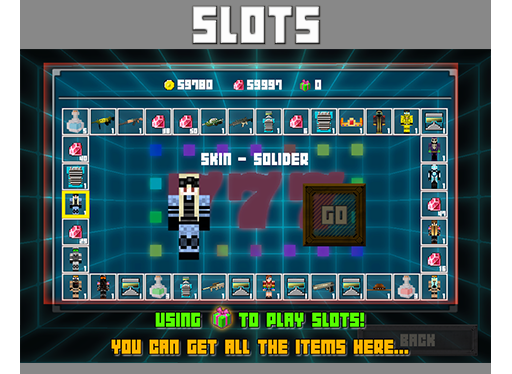 SLOTS
59780 59997 0
SKIN - SOLIDER
777
GO
USING TO PLAY SLOTS!
BACK
YOU CAN GET ALL THE ITEMS HERE...